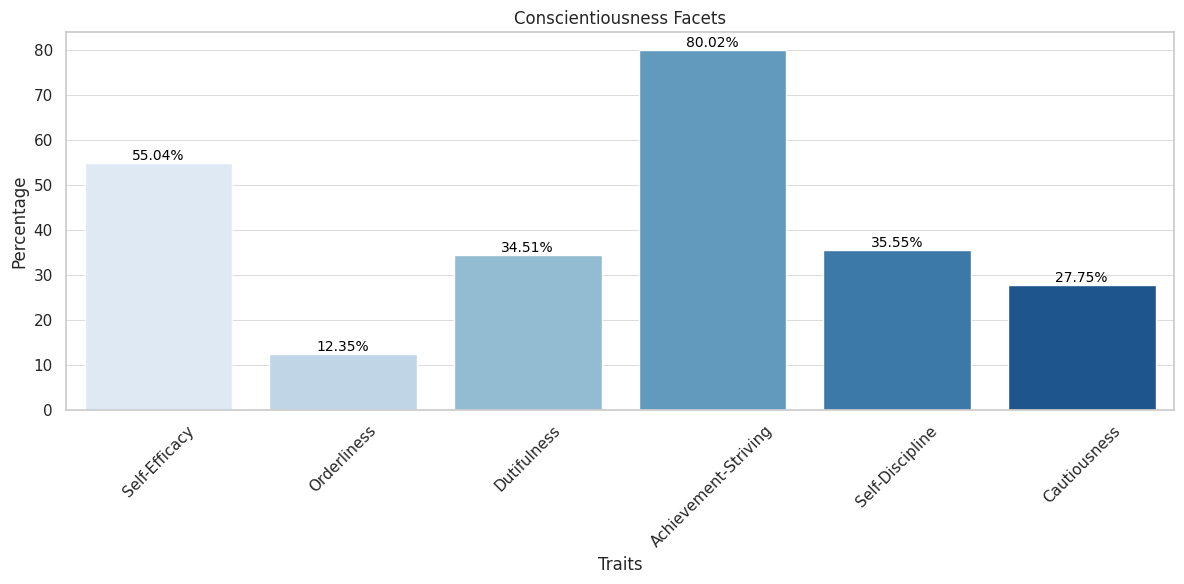 Conscientiousness Facets
Percentage
80
70
60
50
40
30
20
10
0
55.04%
12.35%
34.51%
80.02%
35.55%
27.75%
Self-Efficacy
Orderliness
Dutifulness
Achievement-Striving
Self-Discipline
Cautiousness
Traits